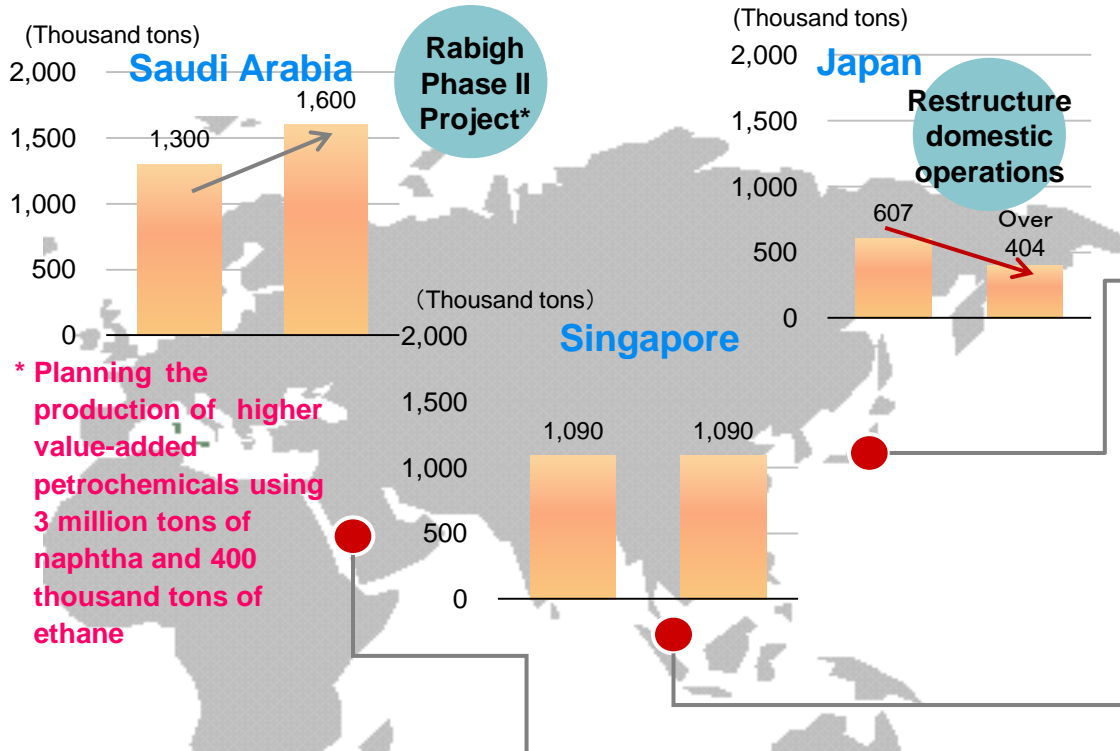 (Thousand tons)
Saudi Arabia
2,000
1,500
1,000
500
0
1,300
1,600
Rabigh
Phase II
Project*
* Planning the
production of higher
value-added
petrochemicals using
3 million tons of
naphtha and 400
thousand tons of
ethane
（Thousand tons）
Singapore
2,000
1,500
1,000
500
0
1,090
1,090
(Thousand tons)
Japan
2,000
1,500
1,000
500
0
Restructure
domestic
operations
607
Over
404